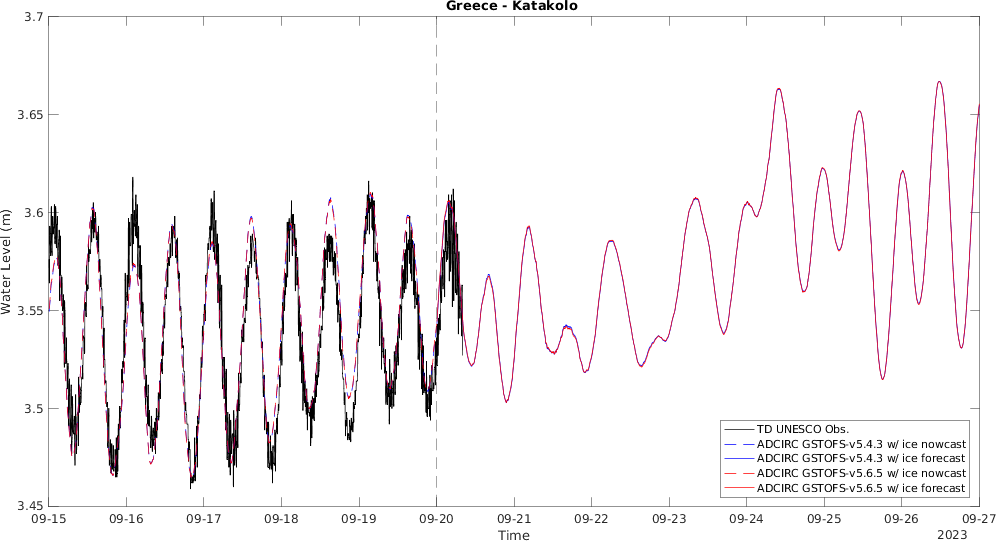 Greece - Katakolo
3.7
3.65
3.6
3.55
3.5
3.45
Water Level (m)
09-15 09-16 09-17 09-18 09-19 09-20 09-21 09-22 09-23 09-24 09-25 09-26 09-27
Time
2023
TD UNESCO Obs.
ADCIRC GSTOFS-v5.4.3 w/ ice nowcast
ADCIRC GSTOFS-v5.4.3 w/ ice forecast
ADCIRC GSTOFS-v5.6.5 w/ ice nowcast
ADCIRC GSTOFS-v5.6.5 w/ ice forecast